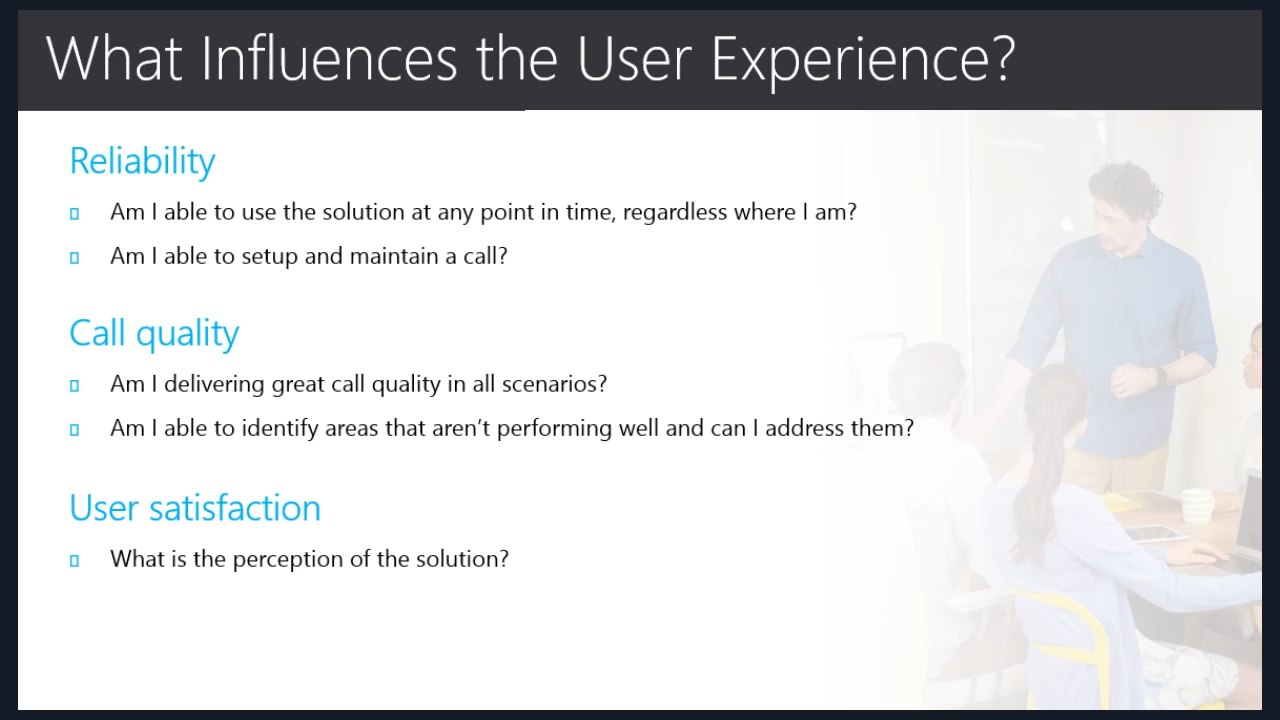 What Influences the User Experience?
Reliability
Am I able to use the solution at any point in time, regardless where I am?
Am I able to setup and maintain a call?
Call quality
Am I delivering great call quality in all scenarios?
Am I able to identify areas that aren’t performing well and can I address them?
User satisfaction
What is the perception of the solution?